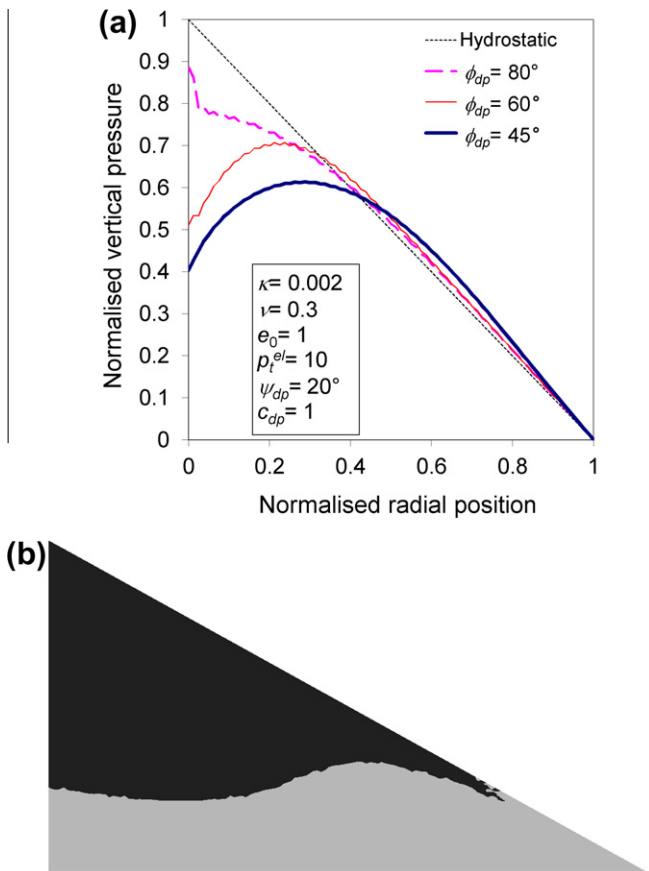 (a)
Normalised vertical pressure
1
0.9
0.8
0.7
0.6
0.5
0.4
0.3
0.2
0.1
0
Hydrostatic
ϕdp= 80°
ϕdp= 60°
ϕdp= 45°
κ= 0.002
ν= 0.3
e0= 1
pt^el= 10
ψdp= 20°
cdp= 1
0 0.2 0.4 0.6 0.8 1
Normalised radial position
(b)